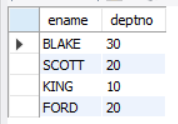 ename deptno
BLAKE 30
SCOTT 20
KING 10
FORD 20